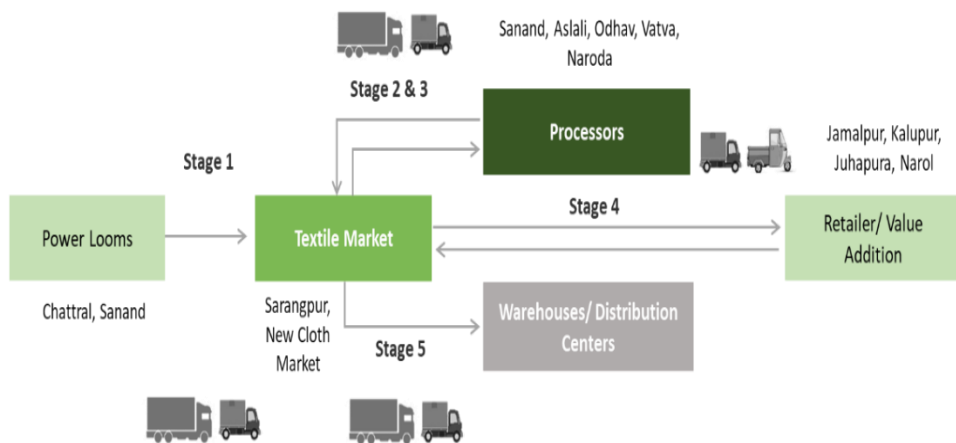 Sanand, Aslali, Odhav, Vatva,
Naroda
Stage 2 & 3
Processors
Jamalpur, Kalupur,
Juhapura, Narol
Stage 1
Stage 4
Power Looms
Textile Market
Retailer/ Value
Addition
Chattral, Sanand
Sarangpur,
New Cloth
Market
Warehouses/ Distribution
Centers
Stage 5